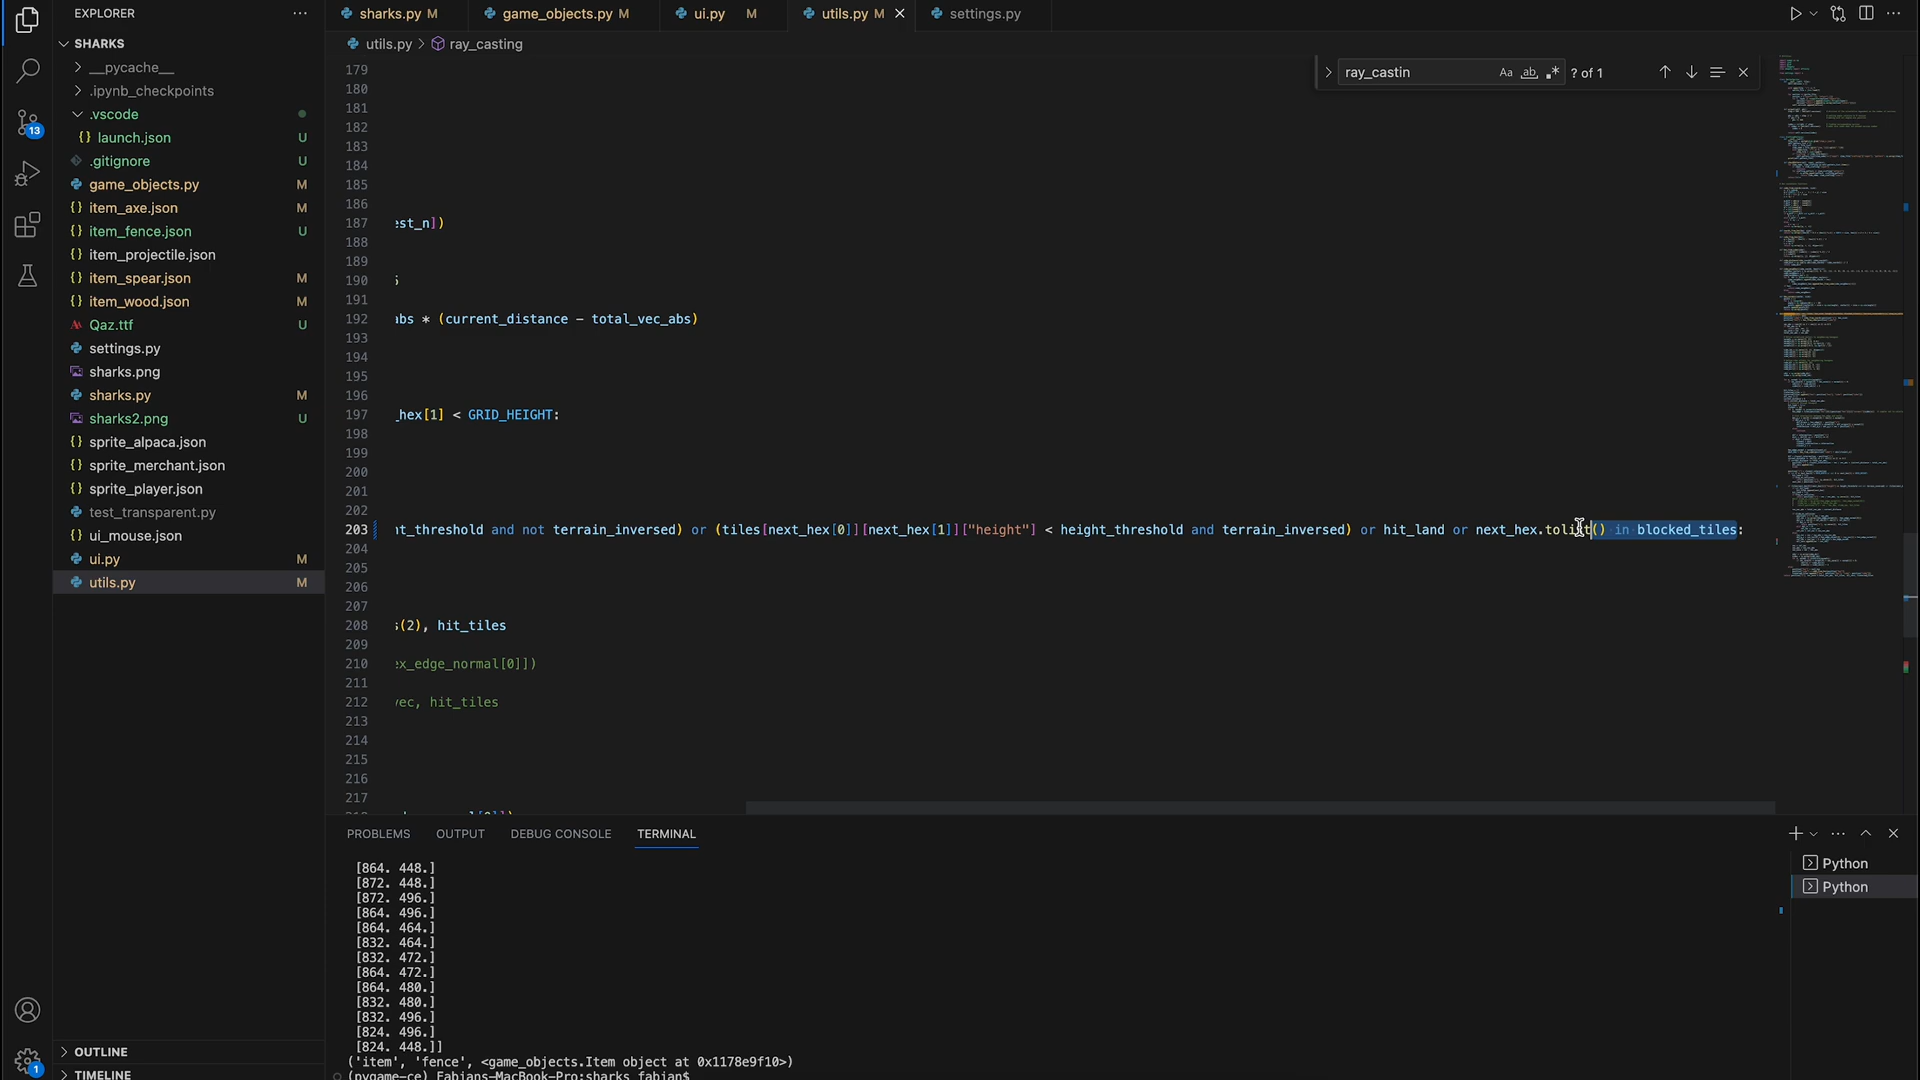 EXPLORER
SHARKS
__pycache__
.ipynb_checkpoints
.vscode
launch.json U
.gitignore U
game_objects.py M
item_axe.json M
item_fence.json U
item_projectile.json
item_spear.json M
item_wood.json M
Qaz.ttf U
settings.py
sharks.png
sharks.py M
sharks2.png U
sprite_alpaca.json
sprite_merchant.json
sprite_player.json
test_transparent.py
ui_mouse.json
ui.py M
utils.py M
OUTLINE
TIMELINE
13
1
sharks.py M game_objects.py M ui.py M utils.py M settings.py
utils.py > ray_casting
ray_castin Aa ab ? of 1
179
180
181
182
183
184
185
186
187 est_n])
188
189
190
191
192 abs * (current_distance - total_vec_abs)
193
194
195
196
197 _hex[1] < GRID_HEIGHT:
198
199
200
201
202
203 ht_threshold and not terrain_inversed) or (tiles[next_hex[0]][next_hex[1]]["height"] < height_threshold and terrain_inversed) or hit_land or next_hex.tolist() in blocked_tiles:
204
205
206
207
208 s(2), hit_tiles
209
210 ex_edge_normal[0]])
211
212 vec, hit_tiles
213
214
215
216
217
PROBLEMS OUTPUT DEBUG CONSOLE TERMINAL
[864. 448.]
[872. 448.]
[872. 496.]
[864. 496.]
[864. 464.]
[832. 464.]
[832. 472.]
[864. 472.]
[864. 480.]
[832. 480.]
[832. 496.]
[824. 496.]
[824. 448.]]
('item', 'fence', <game_objects.Item object at 0x1178e9f10>)
(pygame-ce) Fabians-MacBook-Pro:sharks fabian$
Python
Python